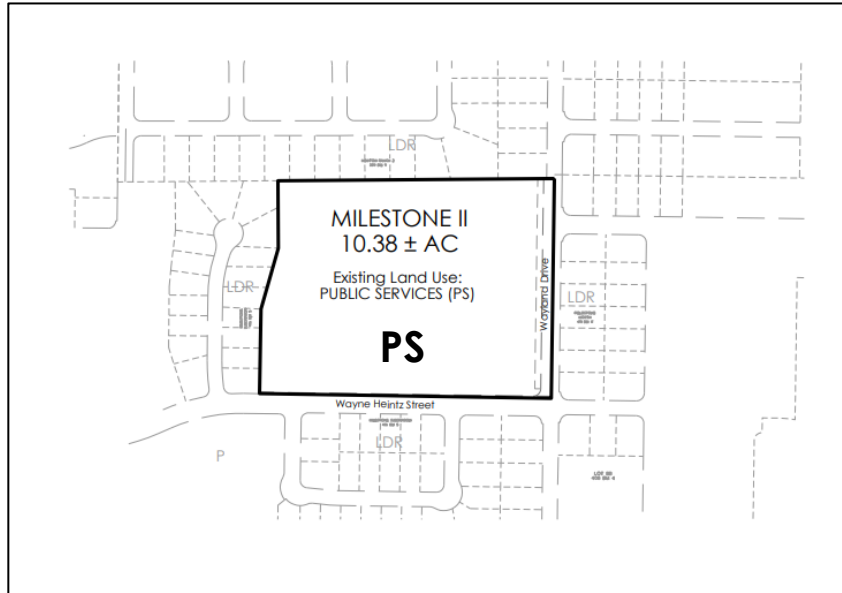 LDR
MILESTONE II
10.38 ± AC
Existing Land Use:
PUBLIC SERVICES (PS)
PS
Wayland Drive
LDR
LDR
Wayne Heintz Street
LDR
P